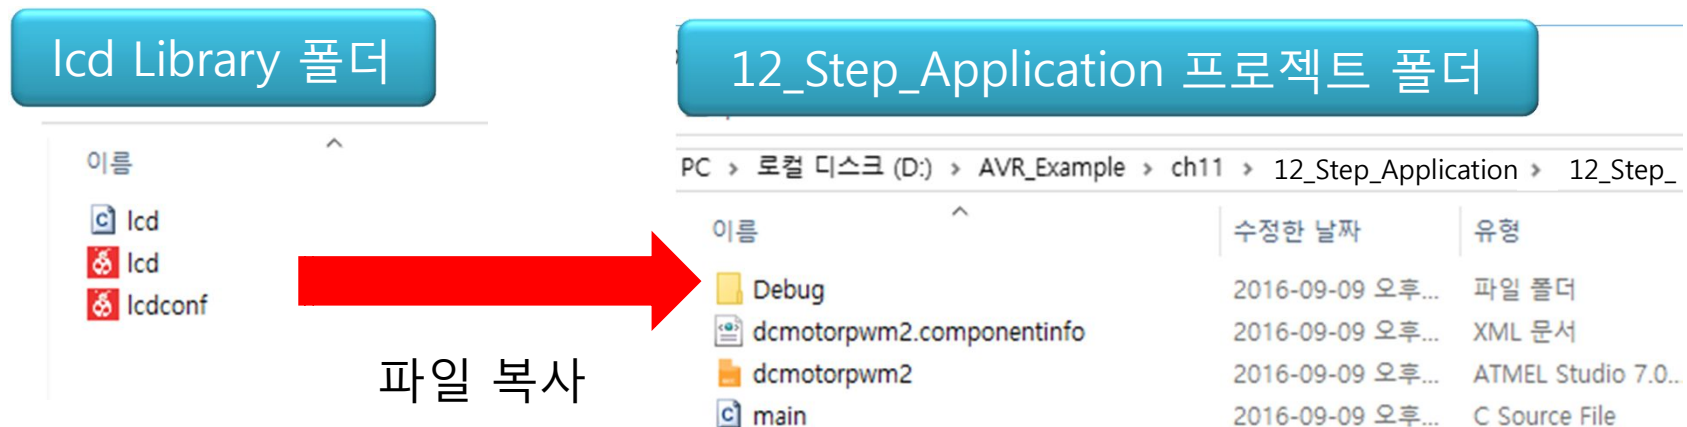 lcd Library 폴더
이름
lcd
lcd
lcdconf
파일 복사
12_Step_Application 프로젝트 폴더
PC > 로컬 디스크 (D:) > AVR_Example > ch11 > 12_Step_Application > 12_Step_
이름 수정한 날짜 유형
Debug 2016-09-09 오후... 파일 폴더
dcmotorpwm2.componentinfo 2016-09-09 오후... XML 문서
dcmotorpwm2 2016-09-09 오후... ATMEL Studio 7.0...
main 2016-09-09 오후... C Source File